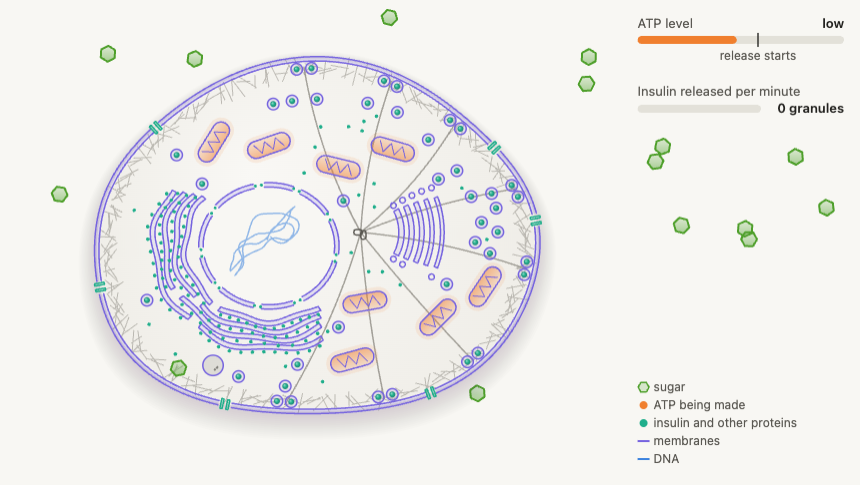 ATP level low
release starts
Insulin released per minute
0 granules
sugar
ATP being made
insulin and other proteins
membranes
DNA